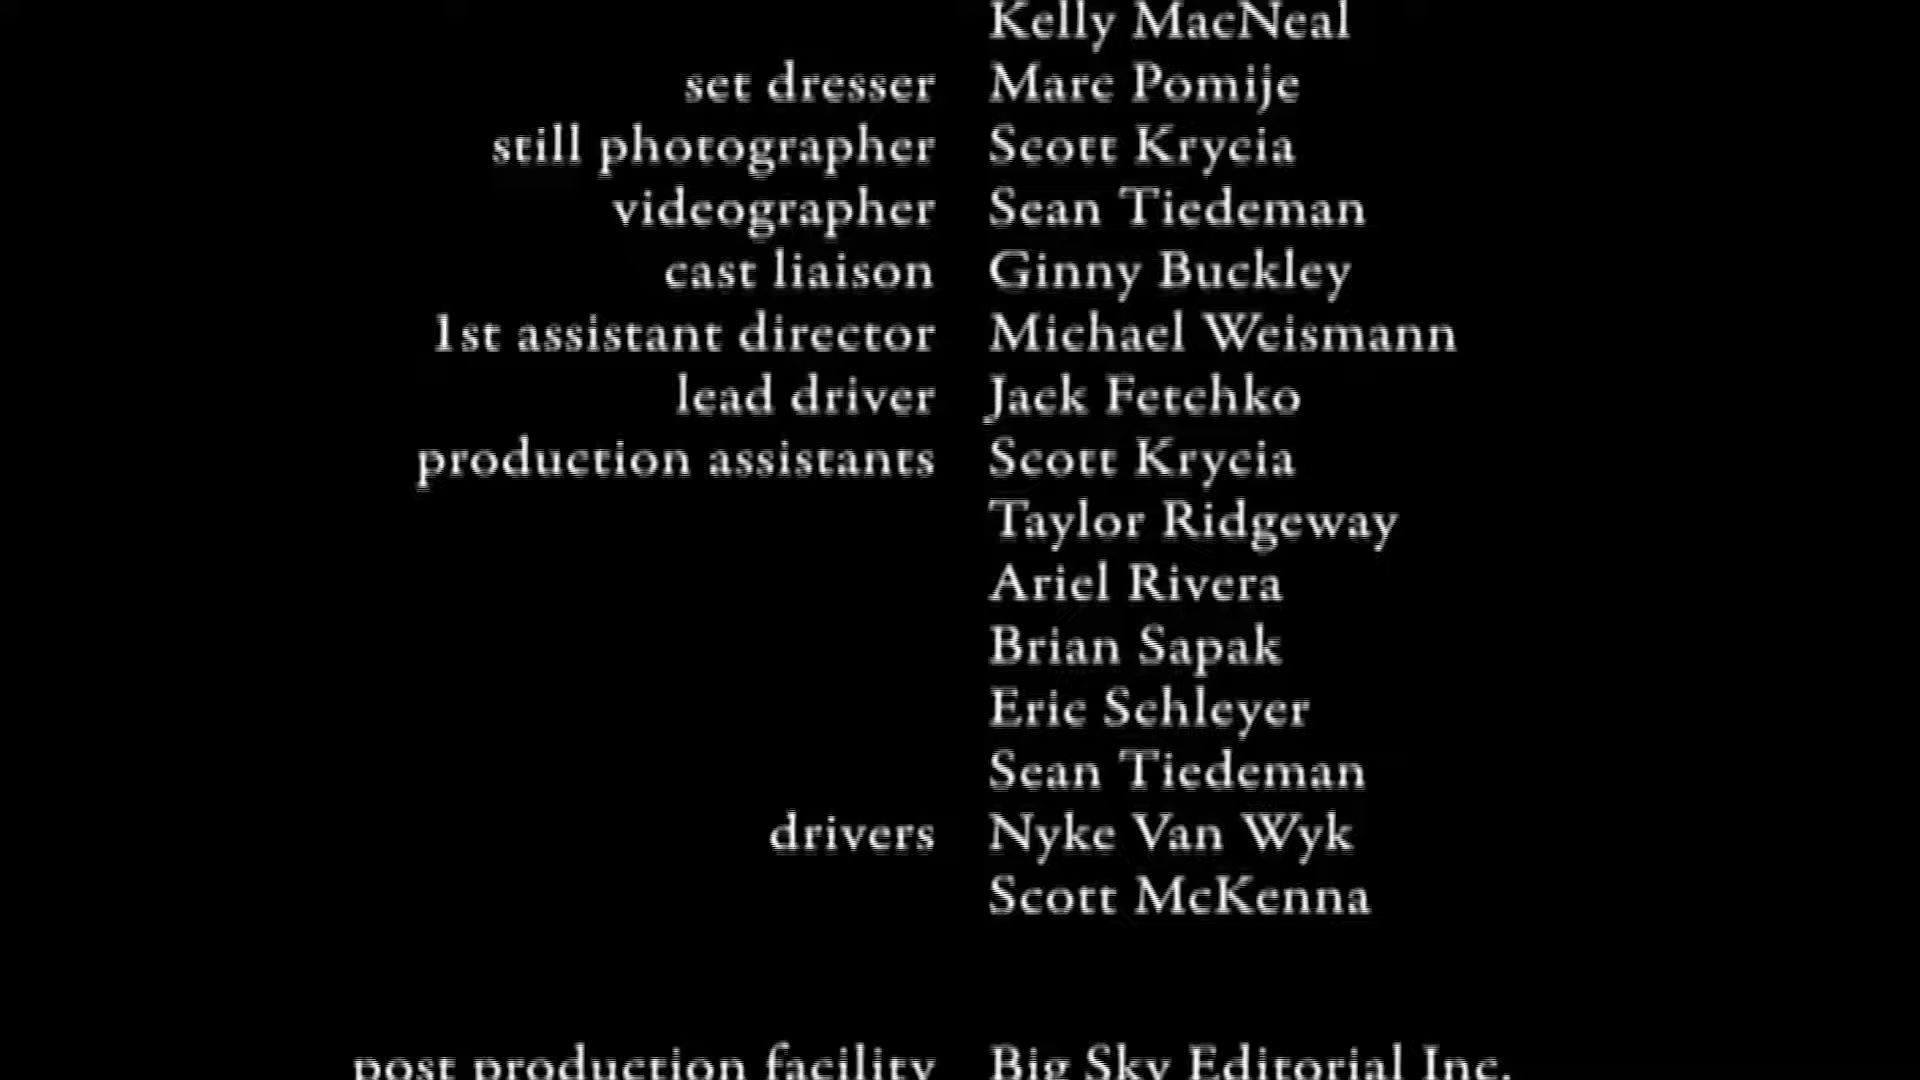 Kelly MacNeal
set dresser Marc Pomije
still photographer Scott Krycia
videographer Sean Tiedeman
cast liaison Ginny Buckley
1st assistant director Michael Weismann
lead driver Jack Fetchko
production assistants Scott Krycia
Taylor Ridgeway
Ariel Rivera
Brian Sapak
Eric Schleyer
Sean Tiedeman
drivers Nyke Van Wyk
Scott McKenna
post production facility Big Sky Editorial Inc.